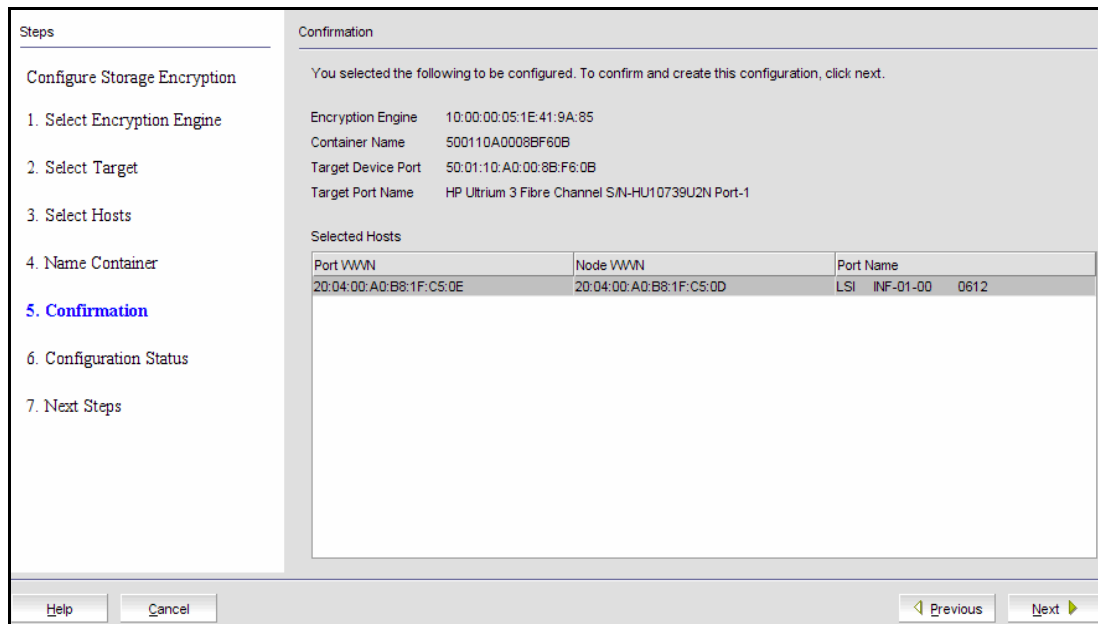 Steps
Configure Storage Encryption
1. Select Encryption Engine
2. Select Target
3. Select Hosts
4. Name Container
5. Confirmation
6. Configuration Status
7. Next Steps
Confirmation
You selected the following to be configured. To confirm and create this configuration, click next.
Encryption Engine 10:00:00:05:1E:41:9A:85
Container Name 500110A0008BF60B
Target Device Port 50:01:10:A0:00:8B:F6:0B
Target Port Name HP Ultrium 3 Fibre Channel S/N-HU10739U2N Port-1
Selected Hosts
Port WWN Node WWN Port Name
20:04:00:A0:B8:1F:C5:0E 20:04:00:A0:B8:1F:C5:0D LSI INF-01-00 0612
Help Cancel Previous Next